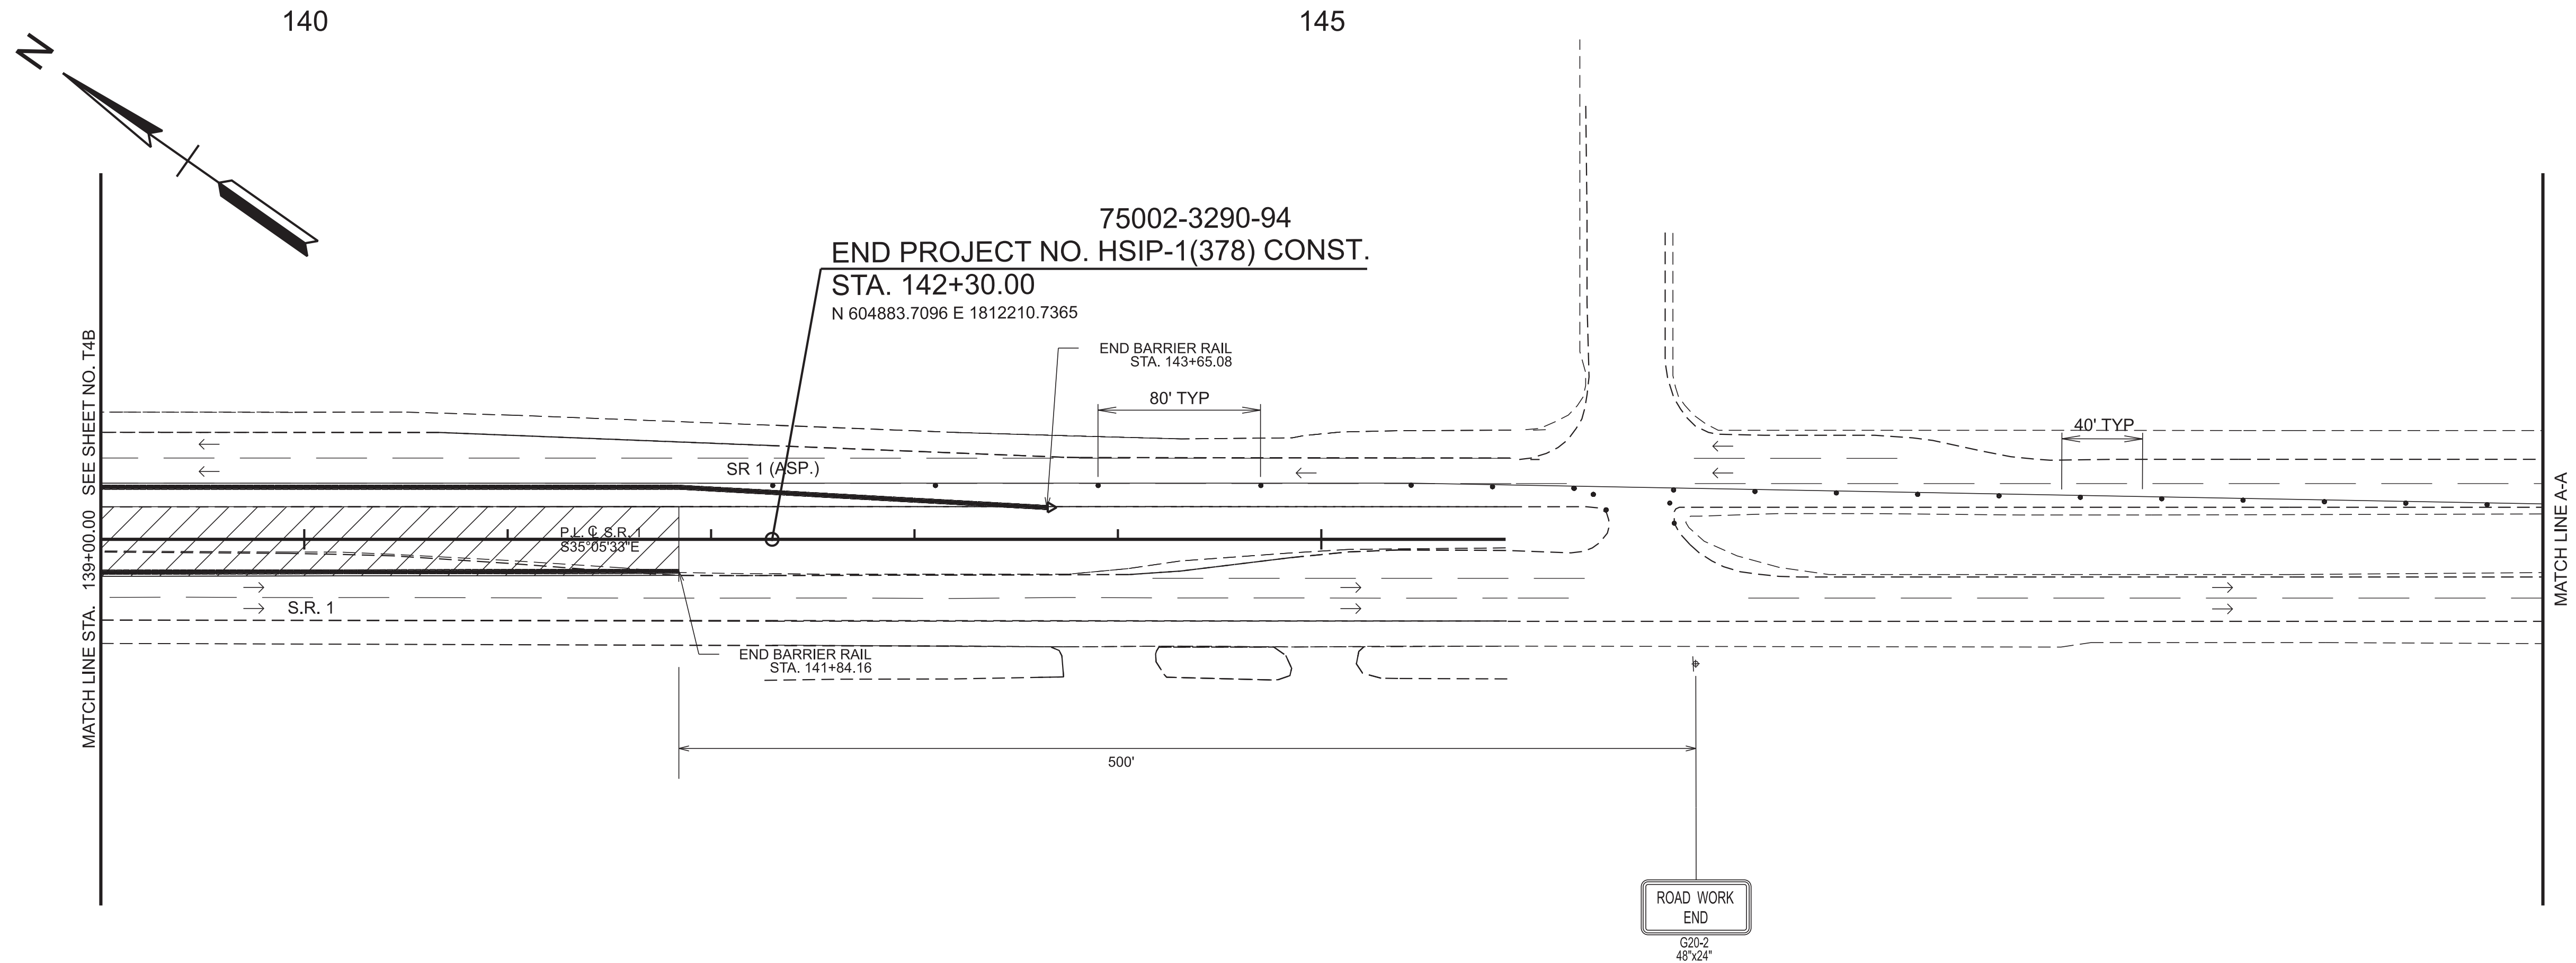 140
145
N
75002-3290-94
END PROJECT NO. HSIP-1(378) CONST.
STA. 142+30.00
N 604883.7096 E 1812210.7365
END BARRIER RAIL
STA. 143+65.08
80' TYP
40' TYP
SR 1 (ASP.)
P.L. ℄ S.R. 1
S35°05'33"E
S.R. 1
END BARRIER RAIL
STA. 141+84.16
500'
MATCH LINE STA. 139+00.00 SEE SHEET NO. T4B
MATCH LINE A-A
ROAD WORK
END
G20-2
48"x24"